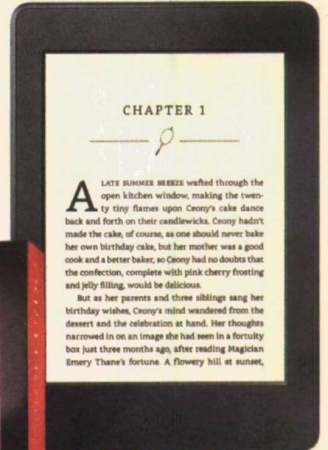 CHAPTER 1
A LATE SUMMER BREEZE wafted through the
open kitchen window, making the twen-
ty tiny flames upon Ceony's cake dance
back and forth on their candlewicks. Ceony hadn't
made the cake, of course, as one should never bake
her own birthday cake, but her mother was a good
cook and a better baker, so Ceony had no doubts that
the confection, complete with pink cherry frosting
and jelly filling, would be delicious.
But as her parents and three siblings sang her
birthday wishes, Ceony's mind wandered from the
dessert and the celebration at hand. Her thoughts
narrowed in on an image she had seen in a fortuity
box just three months ago, after reading Magician
Emery Thane's fortune. A flowery hill at sunset,